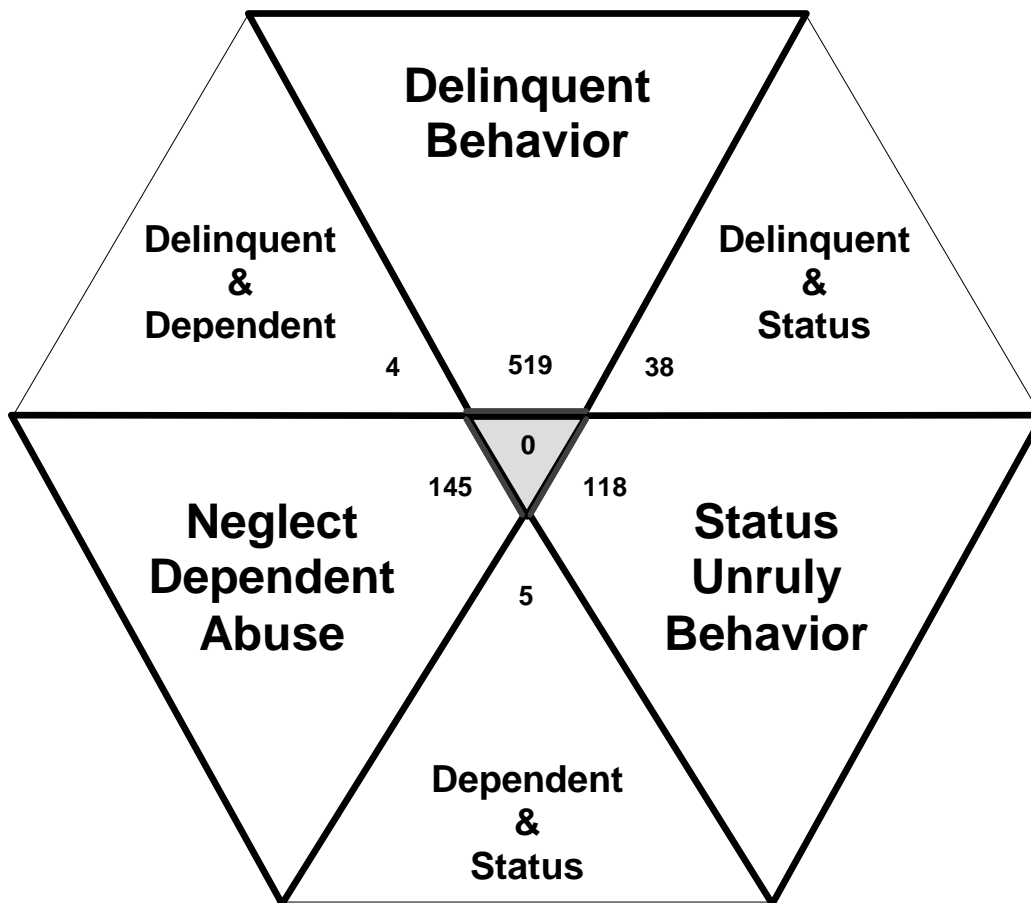 Delinquent
Behavior
Delinquent
&
Dependent
Delinquent
&
Status
4
519
38
0
145
118
Neglect
Dependent
Abuse
Status
Unruly
Behavior
5
Dependent
&
Status